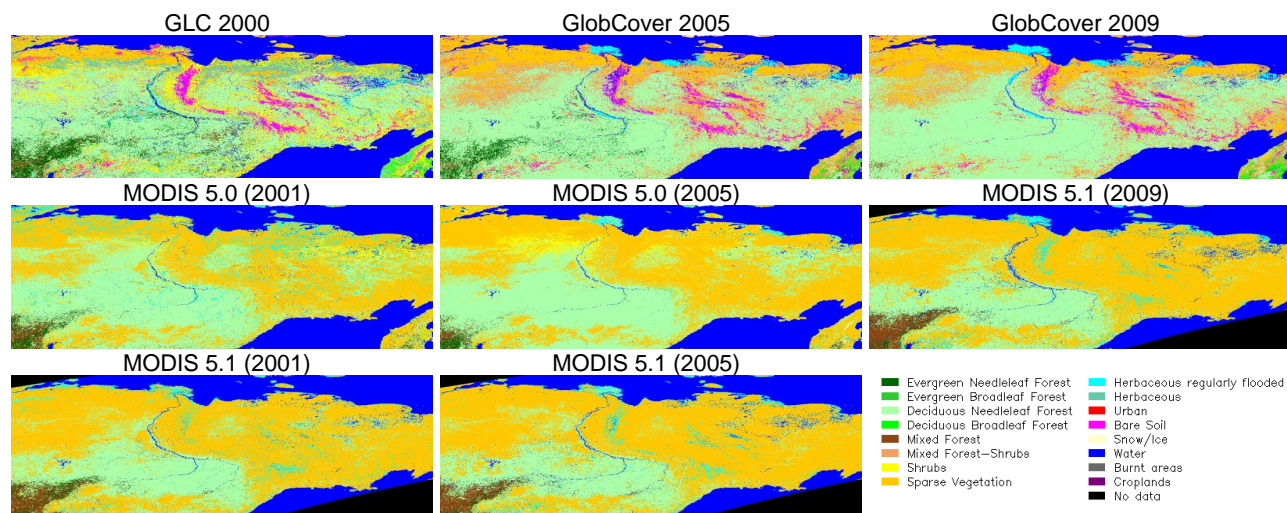 GLC 2000
GlobCover 2005
GlobCover 2009
MODIS 5.0 (2001)
MODIS 5.0 (2005)
MODIS 5.1 (2009)
MODIS 5.1 (2001)
MODIS 5.1 (2005)
Evergreen Needleleaf Forest
Evergreen Broadleaf Forest
Deciduous Needleleaf Forest
Deciduous Broadleaf Forest
Mixed Forest
Mixed Forest–Shrubs
Shrubs
Sparse Vegetation
Herbaceous regularly flooded
Herbaceous
Urban
Bare Soil
Snow/Ice
Water
Burnt areas
Croplands
No data